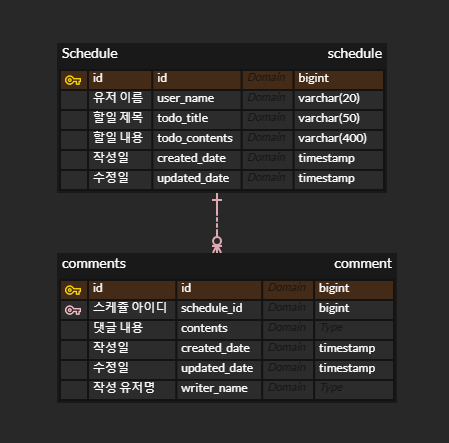 Schedule schedule
id id Domain bigint
유저 이름 user_name Domain varchar(20)
할일 제목 todo_title Domain varchar(50)
할일 내용 todo_contents Domain varchar(400)
작성일 created_date Domain timestamp
수정일 updated_date Domain timestamp
comments comment
id id Domain bigint
스케쥴 아이디 schedule_id Domain bigint
댓글 내용 contents Domain Type
작성일 created_date Domain timestamp
수정일 updated_date Domain timestamp
작성 유저명 writer_name Domain Type